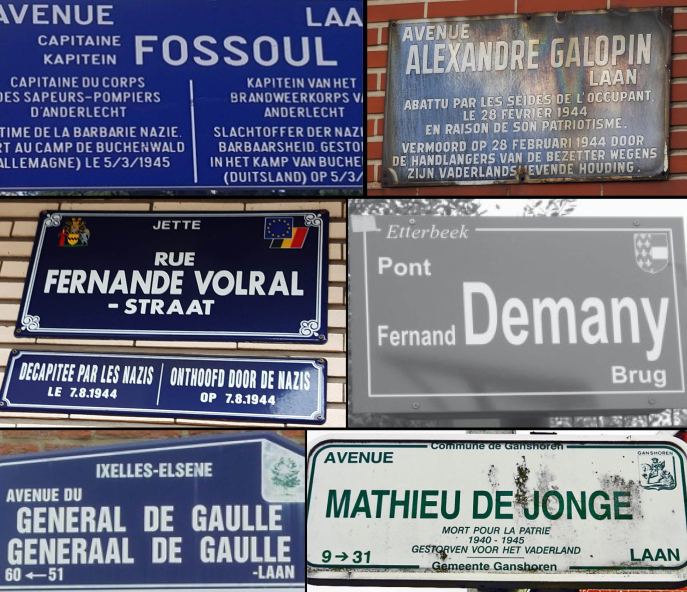 AVENUE LAAN
CAPITAINE
KAPITEIN
FOSSOUL
CAPITAINE DU CORPS
DES SAPEURS-POMPIERS
D'ANDERLECHT
TIME DE LA BARBARIE NAZIE.
RT AU CAMP DE BUCHENWALD
ALLEMAGNE) LE 5/3/1945
KAPITEIN VAN HET
BRANDWEERKORPS VA
ANDERLECHT
SLACHTOFFER DER NAZI
BARBAARSHEID. GESTO
IN HET KAMP VAN BUCHE
(DUITSLAND) OP 5/3/
AVENUE
ALEXANDRE GALOPIN
LAAN
ABATTU PAR LES SEIDES DE L'OCCUPANT,
LE 28 FEVRIER 1944
EN RAISON DE SON PATRIOTISME.
VERMOORD OP 28 FEBRUARI 1944 DOOR
DE HANDLANGERS VAN DE BEZETTER WEGENS
ZIJN VADERLANDSLIEVENDE HOUDING.
JETTE
RUE
FERNANDE VOLRAL
-STRAAT
DECAPITEE PAR LES NAZIS
LE 7.8.1944
ONTHOOFD DOOR DE NAZIS
OP 7.8.1944
Etterbeek
Pont
Fernand Demany
Brug
IXELLES-ELSENE
AVENUE DU
GENERAL DE GAULLE
GENERAAL DE GAULLE
60 ← 51 -LAAN
Commune de Ganshoren
GANSHOREN
AVENUE
MATHIEU DE JONGE
MORT POUR LA PATRIE
1940 - 1945
GESTORVEN VOOR HET VADERLAND
9 → 31 LAAN
Gemeente Ganshoren